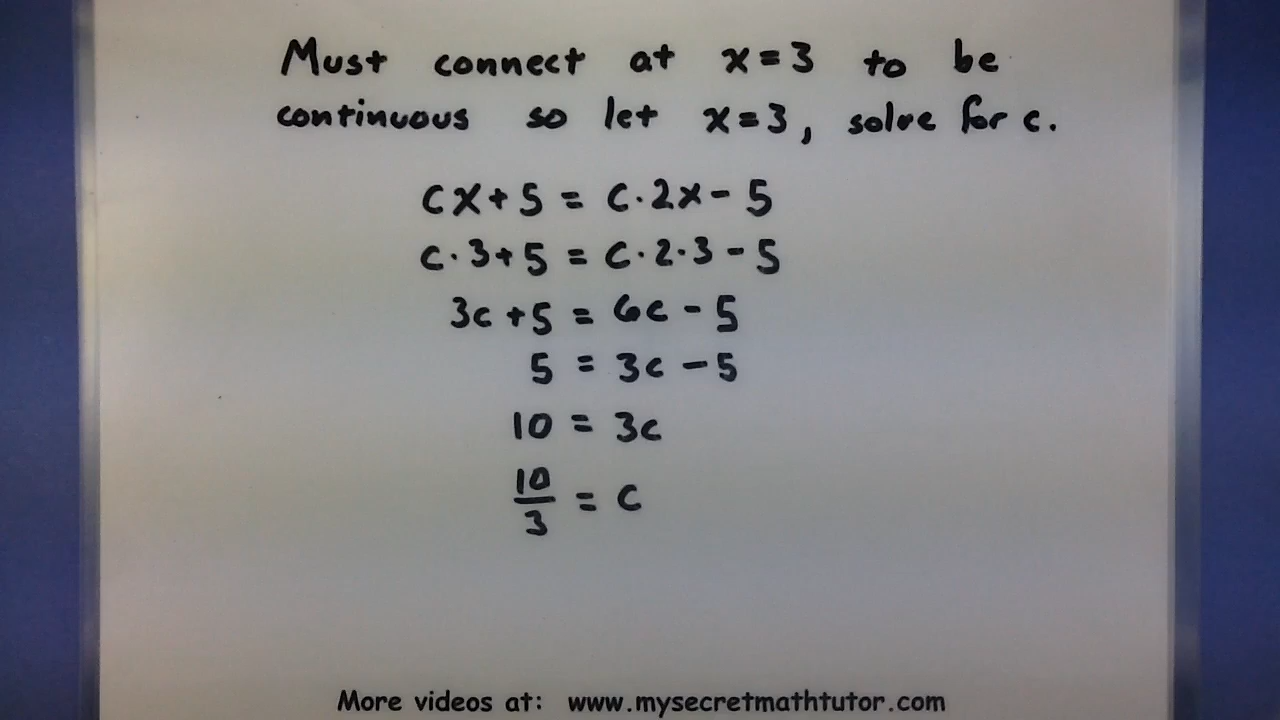 Must connect at x=3 to be
continuous so let x=3, solve for c.
cx+5 = c·2x-5
c·3+5 = c·2·3-5
3c+5 = 6c-5
5 = 3c-5
10 = 3c
10/3 = c
More videos at: www.mysecretmathtutor.com